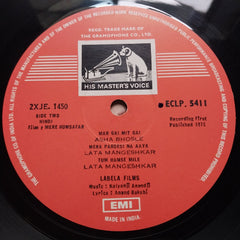 REGD. TRADE MARK OF
THE GRAMOPHONE CO. LTD.
HIS MASTER'S VOICE
2XJE. 1450
ECLP. 5411
SIDE TWO
HINDI
Film: MERE HUMSAFAR
Recording First
Published 1971
MAR GAI MIT GAI
ASHA BHOSLE
MERA PARDESI NA AAYA
LATA MANGESHKAR
TUM HAMSE MILE
LATA MANGESHKAR
LABELA FILMS
Music : Kalyanji Anandji
Lyrics : Anand Bakshi
EMI
MADE IN INDIA